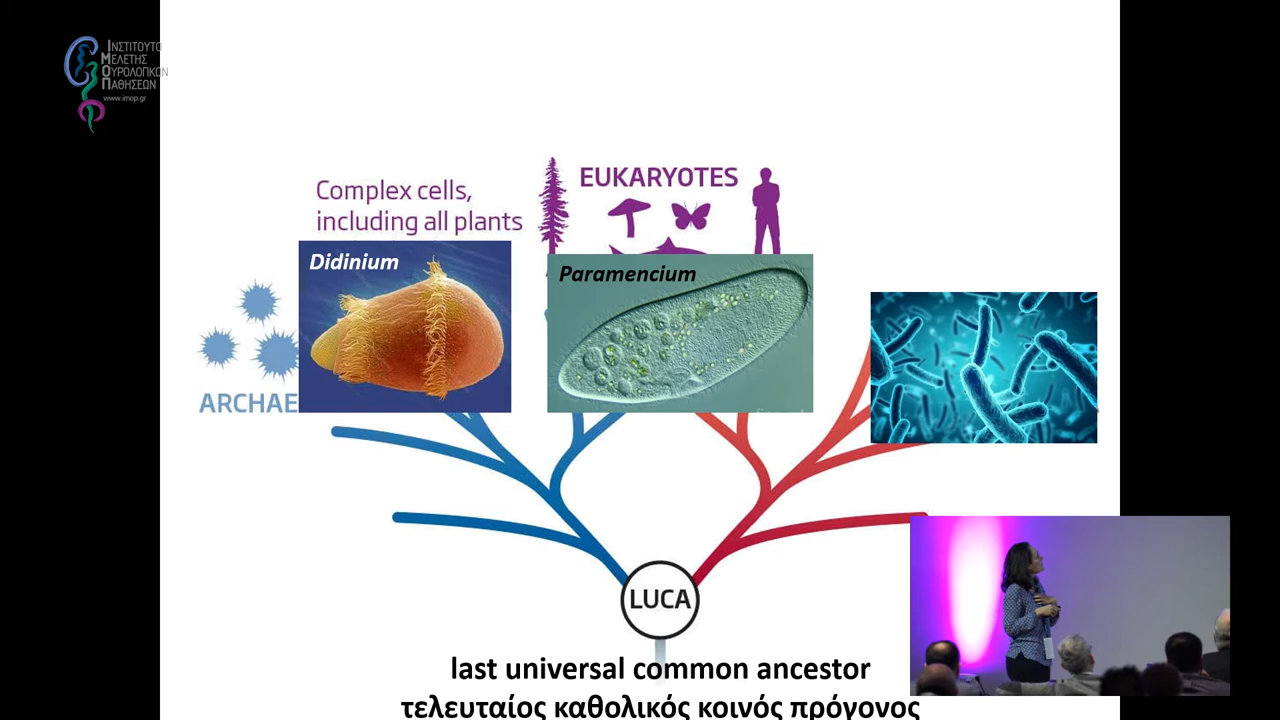 ΙΝΣΤΙΤΟΥΤΟ
ΜΕΛΕΤΗΣ
ΟΥΡΟΛΟΓΙΚΩΝ
ΠΑΘΗΣΕΩΝ
www.imop.gr
Complex cells,
including all plants
EUKARYOTES
Didinium
Paramencium
ARCHAE
LUCA
last universal common ancestor
τελευταίος καθολικός κοινός πρόγονος